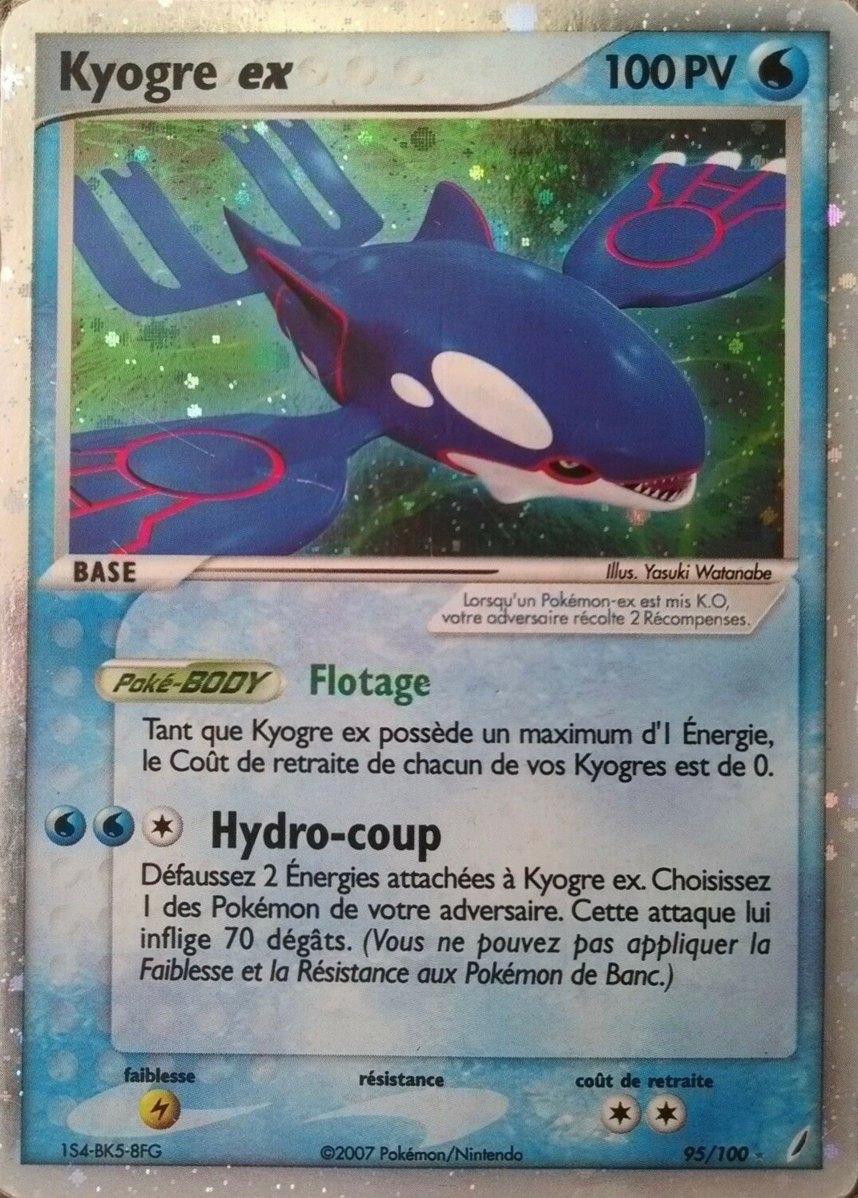 Kyogre ex 100 PV
BASE
Illus. Yasuki Watanabe
Lorsqu'un Pokémon-ex est mis K.O,
votre adversaire récolte 2 Récompenses.
Poké-BODY Flotage
Tant que Kyogre ex possède un maximum d'1 Énergie,
le Coût de retraite de chacun de vos Kyogres est de 0.
Hydro-coup
Défaussez 2 Énergies attachées à Kyogre ex. Choisissez
1 des Pokémon de votre adversaire. Cette attaque lui
inflige 70 dégâts. (Vous ne pouvez pas appliquer la
Faiblesse et la Résistance aux Pokémon de Banc.)
faiblesse résistance coût de retraite
1S4-BK5-8FG ©2007 Pokémon/Nintendo 95/100